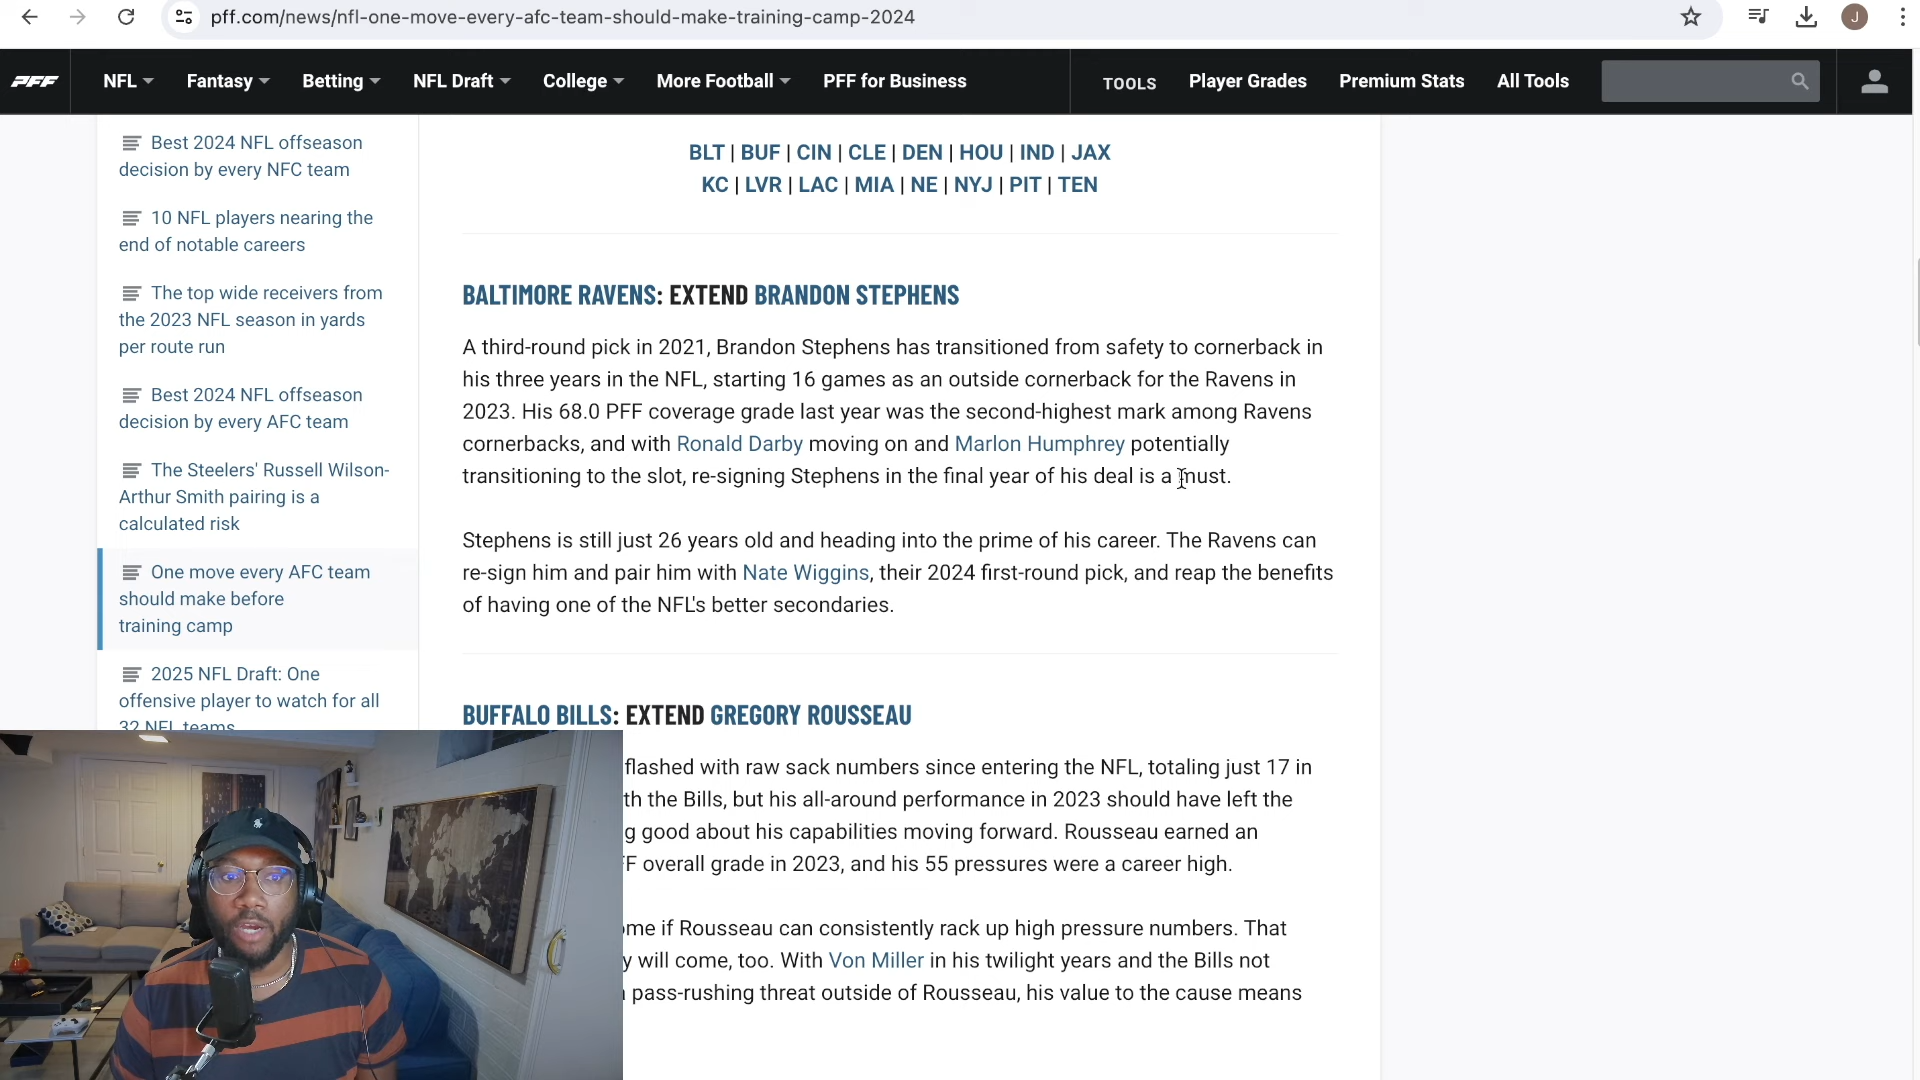 pff.com/news/nfl-one-move-every-afc-team-should-make-training-camp-2024
J
PFF
NFL
Fantasy
Betting
NFL Draft
College
More Football
PFF for Business
TOOLS
Player Grades
Premium Stats
All Tools
Best 2024 NFL offseason
decision by every NFC team
10 NFL players nearing the
end of notable careers
The top wide receivers from
the 2023 NFL season in yards
per route run
Best 2024 NFL offseason
decision by every AFC team
The Steelers' Russell Wilson-
Arthur Smith pairing is a
calculated risk
One move every AFC team
should make before
training camp
2025 NFL Draft: One
offensive player to watch for all
32 NFL teams
BLT | BUF | CIN | CLE | DEN | HOU | IND | JAX
KC | LVR | LAC | MIA | NE | NYJ | PIT | TEN
BALTIMORE RAVENS: EXTEND BRANDON STEPHENS
A third-round pick in 2021, Brandon Stephens has transitioned from safety to cornerback in
his three years in the NFL, starting 16 games as an outside cornerback for the Ravens in
2023. His 68.0 PFF coverage grade last year was the second-highest mark among Ravens
cornerbacks, and with Ronald Darby moving on and Marlon Humphrey potentially
transitioning to the slot, re-signing Stephens in the final year of his deal is a must.
Stephens is still just 26 years old and heading into the prime of his career. The Ravens can
re-sign him and pair him with Nate Wiggins, their 2024 first-round pick, and reap the benefits
of having one of the NFL's better secondaries.
BUFFALO BILLS: EXTEND GREGORY ROUSSEAU
flashed with raw sack numbers since entering the NFL, totaling just 17 in
the Bills, but his all-around performance in 2023 should have left the
good about his capabilities moving forward. Rousseau earned an
overall grade in 2023, and his 55 pressures were a career high.
if Rousseau can consistently rack up high pressure numbers. That
will come, too. With Von Miller in his twilight years and the Bills not
pass-rushing threat outside of Rousseau, his value to the cause means